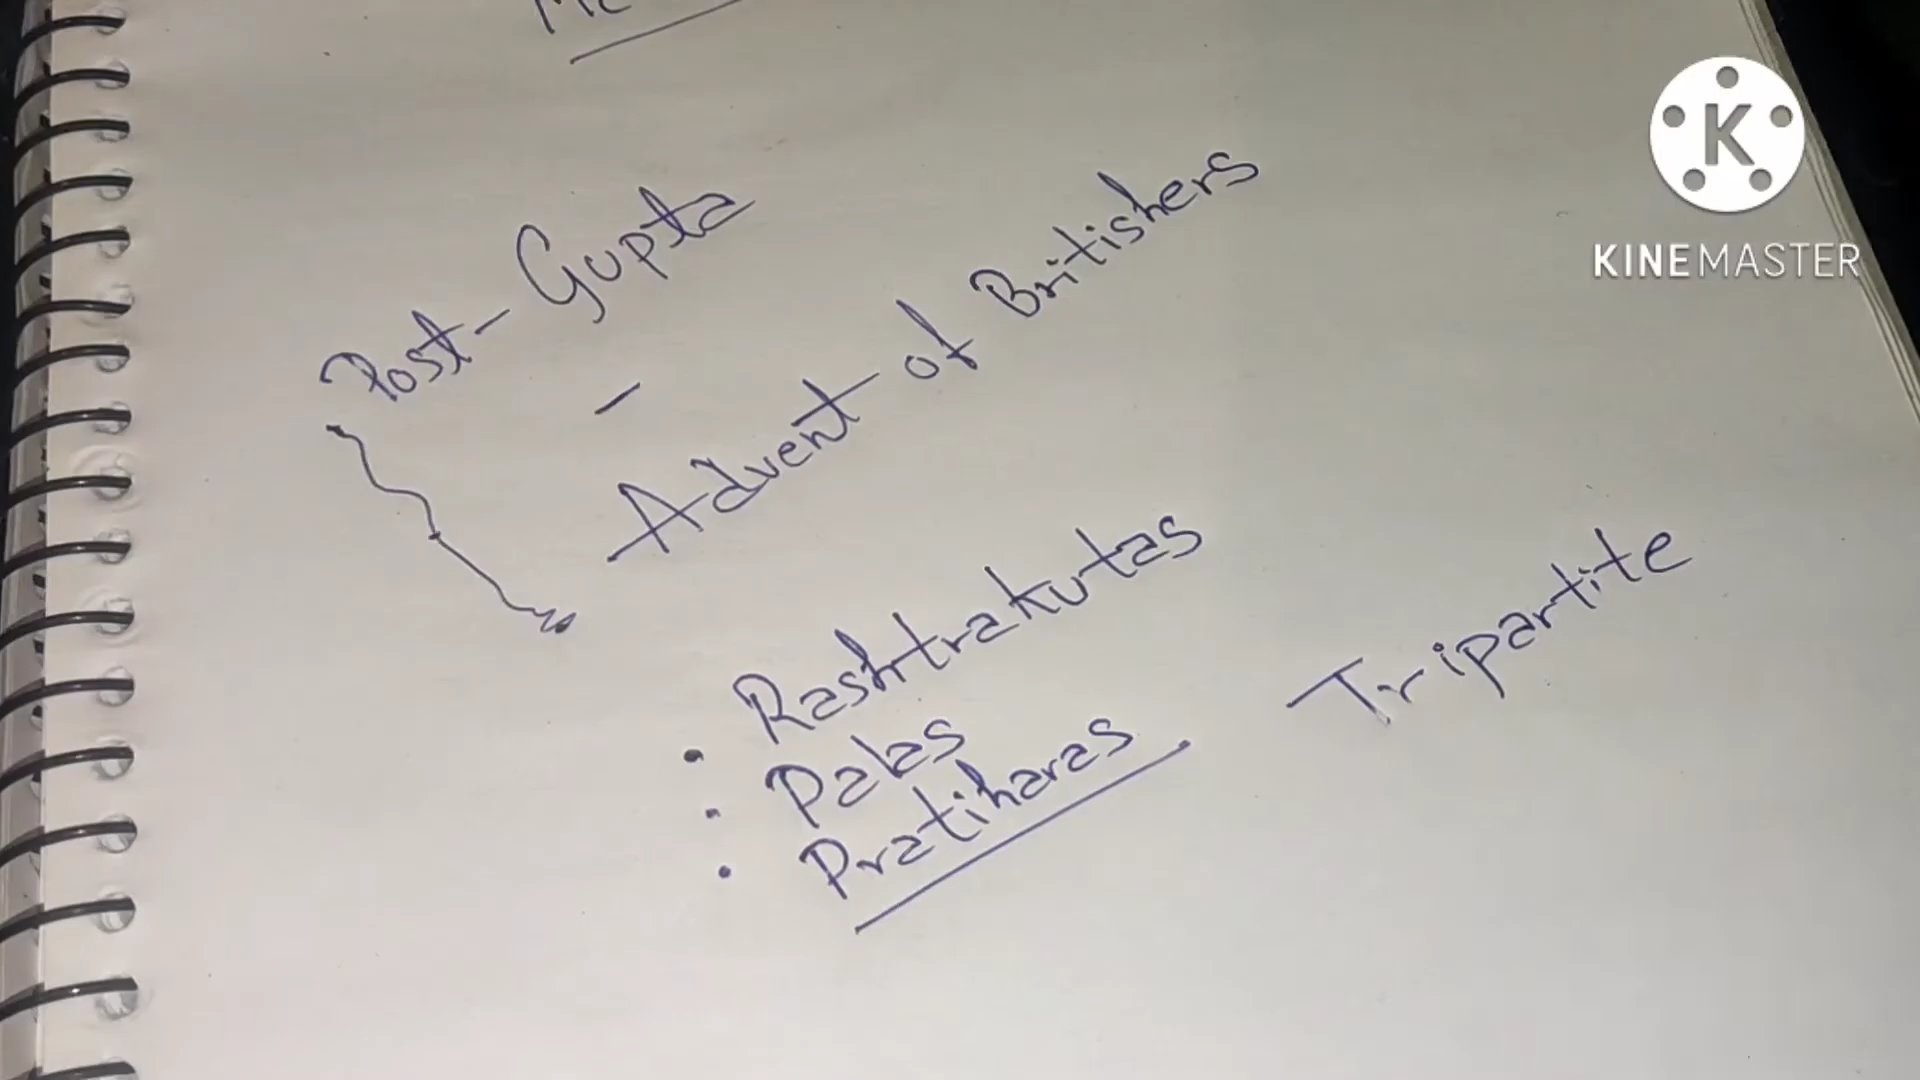 Post-Gupta
-
Advent of Britishers
• Rashtrakutas
• Palas
• Pratiharas
Tripartite
K
KINEMASTER